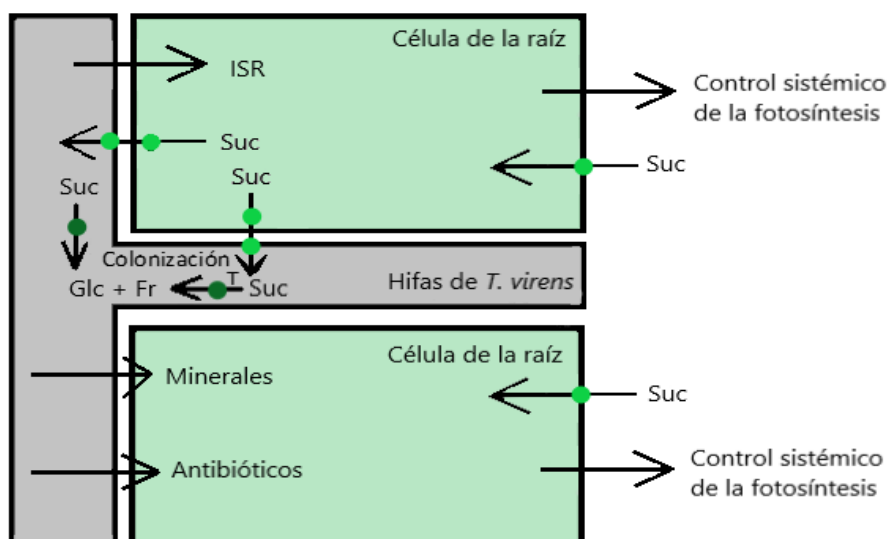 Célula de la raíz
ISR
Control sistémico
de la fotosíntesis
Suc
Suc
Suc
Suc
Colonización
T
Glc + Fr
Suc
Hifas de T. virens
Célula de la raíz
Minerales
Suc
Antibióticos
Control sistémico
de la fotosíntesis